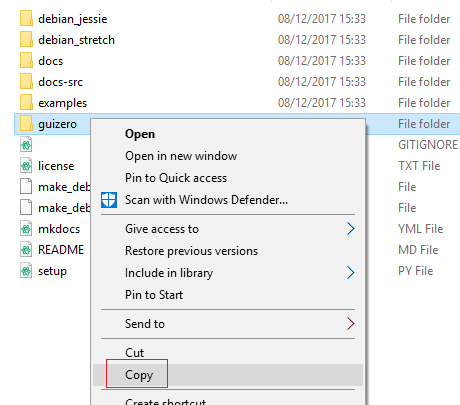 debian_jessie 08/12/2017 15:33 File folder
debian_stretch 08/12/2017 15:33 File folder
docs 08/12/2017 15:33 File folder
docs-src 08/12/2017 15:33 File folder
examples 08/12/2017 15:33 File folder
guizero File folder
Open
GITIGNORE
Open in new window
license TXT File
Pin to Quick access
make_deb File
Scan with Windows Defender...
make_deb File
Give access to
mkdocs YML File
Restore previous versions
README MD File
Include in library
setup PY File
Pin to Start
Send to
Cut
Copy
Create shortcut